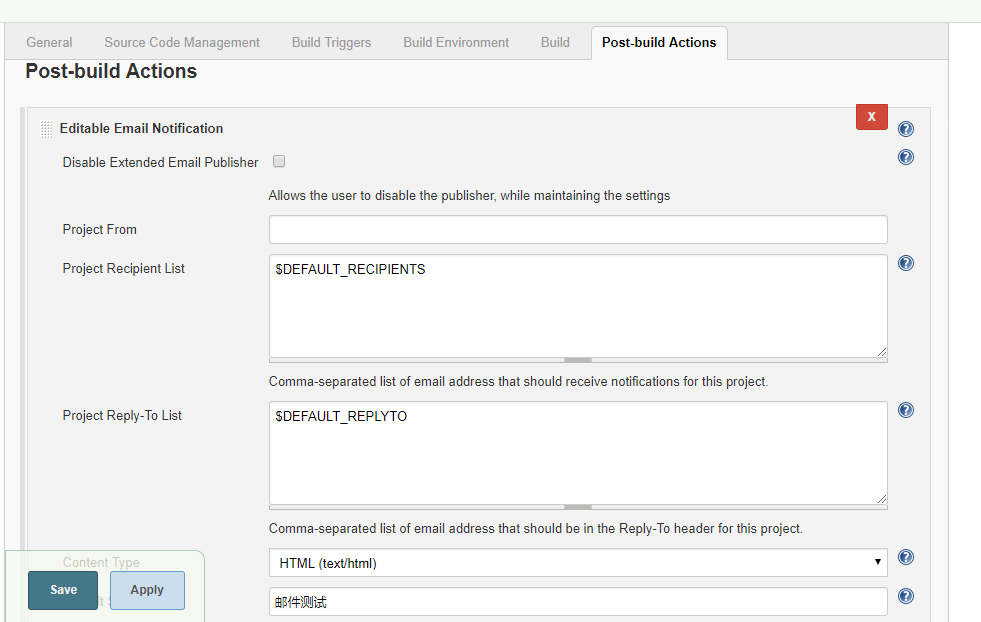 General Source Code Management Build Triggers Build Environment Build Post-build Actions
Post-build Actions
Editable Email Notification
X
Disable Extended Email Publisher
Allows the user to disable the publisher, while maintaining the settings
Project From
Project Recipient List
$DEFAULT_RECIPIENTS
Comma-separated list of email address that should receive notifications for this project.
Project Reply-To List
$DEFAULT_REPLYTO
Comma-separated list of email address that should be in the Reply-To header for this project.
Content Type
HTML (text/html)
Save Apply
邮件测试